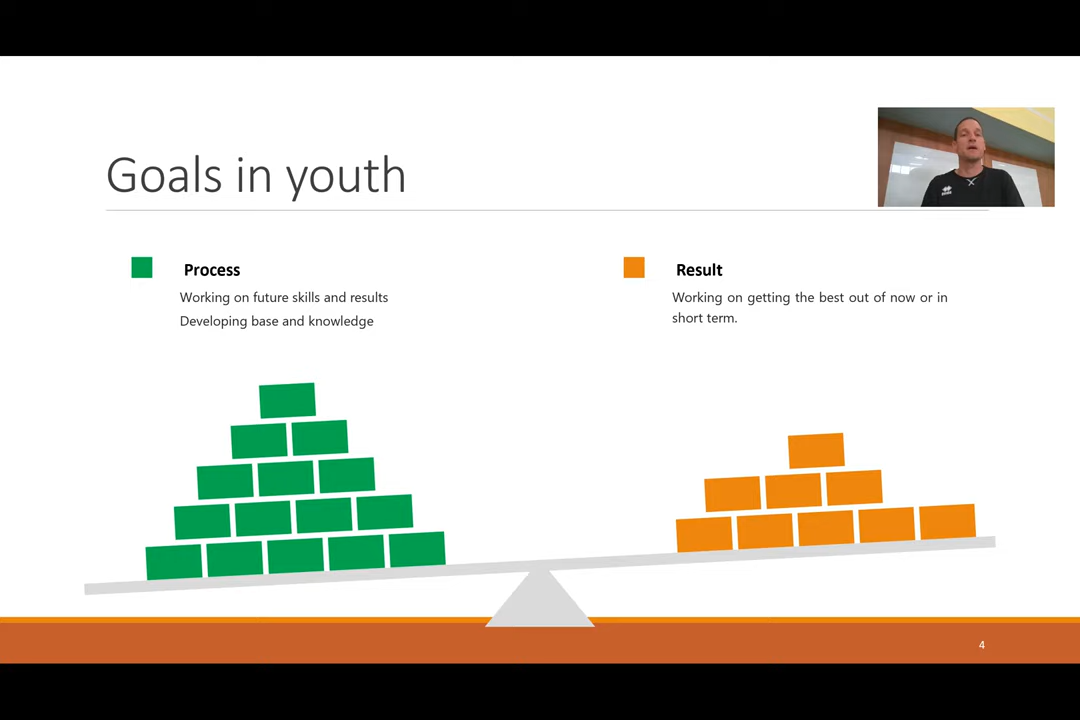 Goals in youth
Process
Working on future skills and results
Developing base and knowledge
Result
Working on getting the best out of now or in
short term.
4